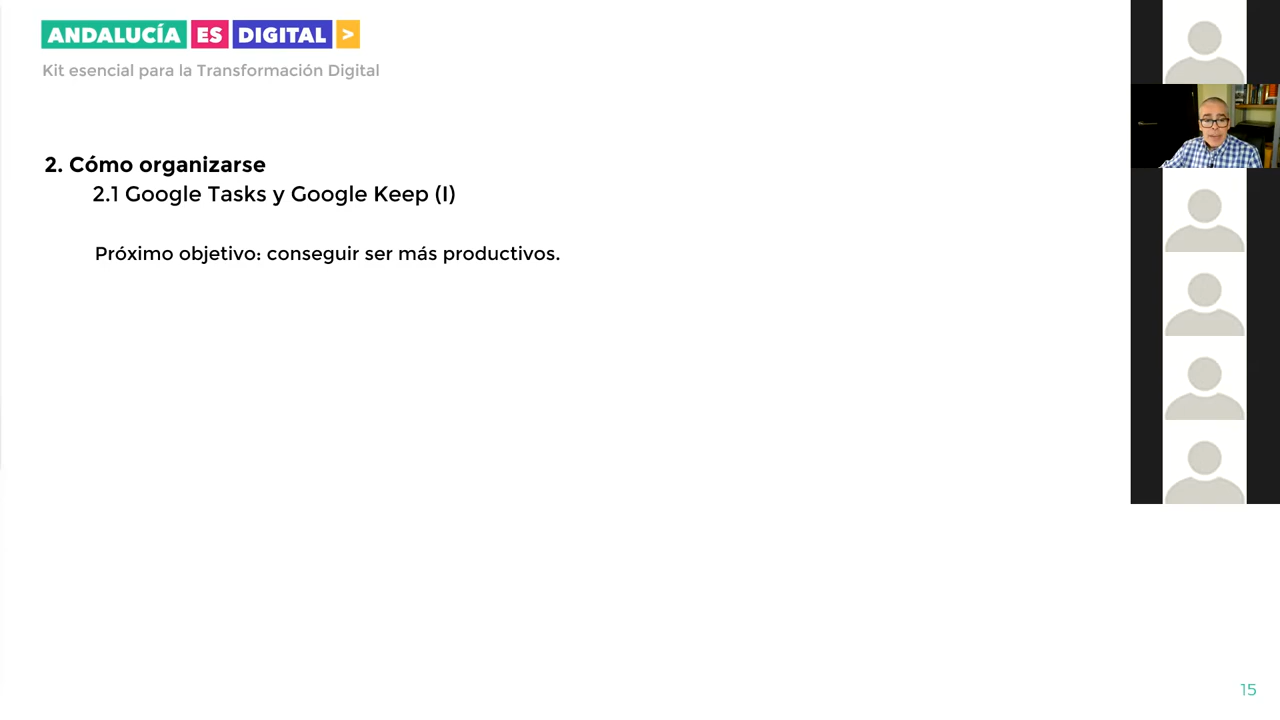 ANDALUCÍA ES DIGITAL >
Kit esencial para la Transformación Digital
2. Cómo organizarse
2.1 Google Tasks y Google Keep (I)
Próximo objetivo: conseguir ser más productivos.
15